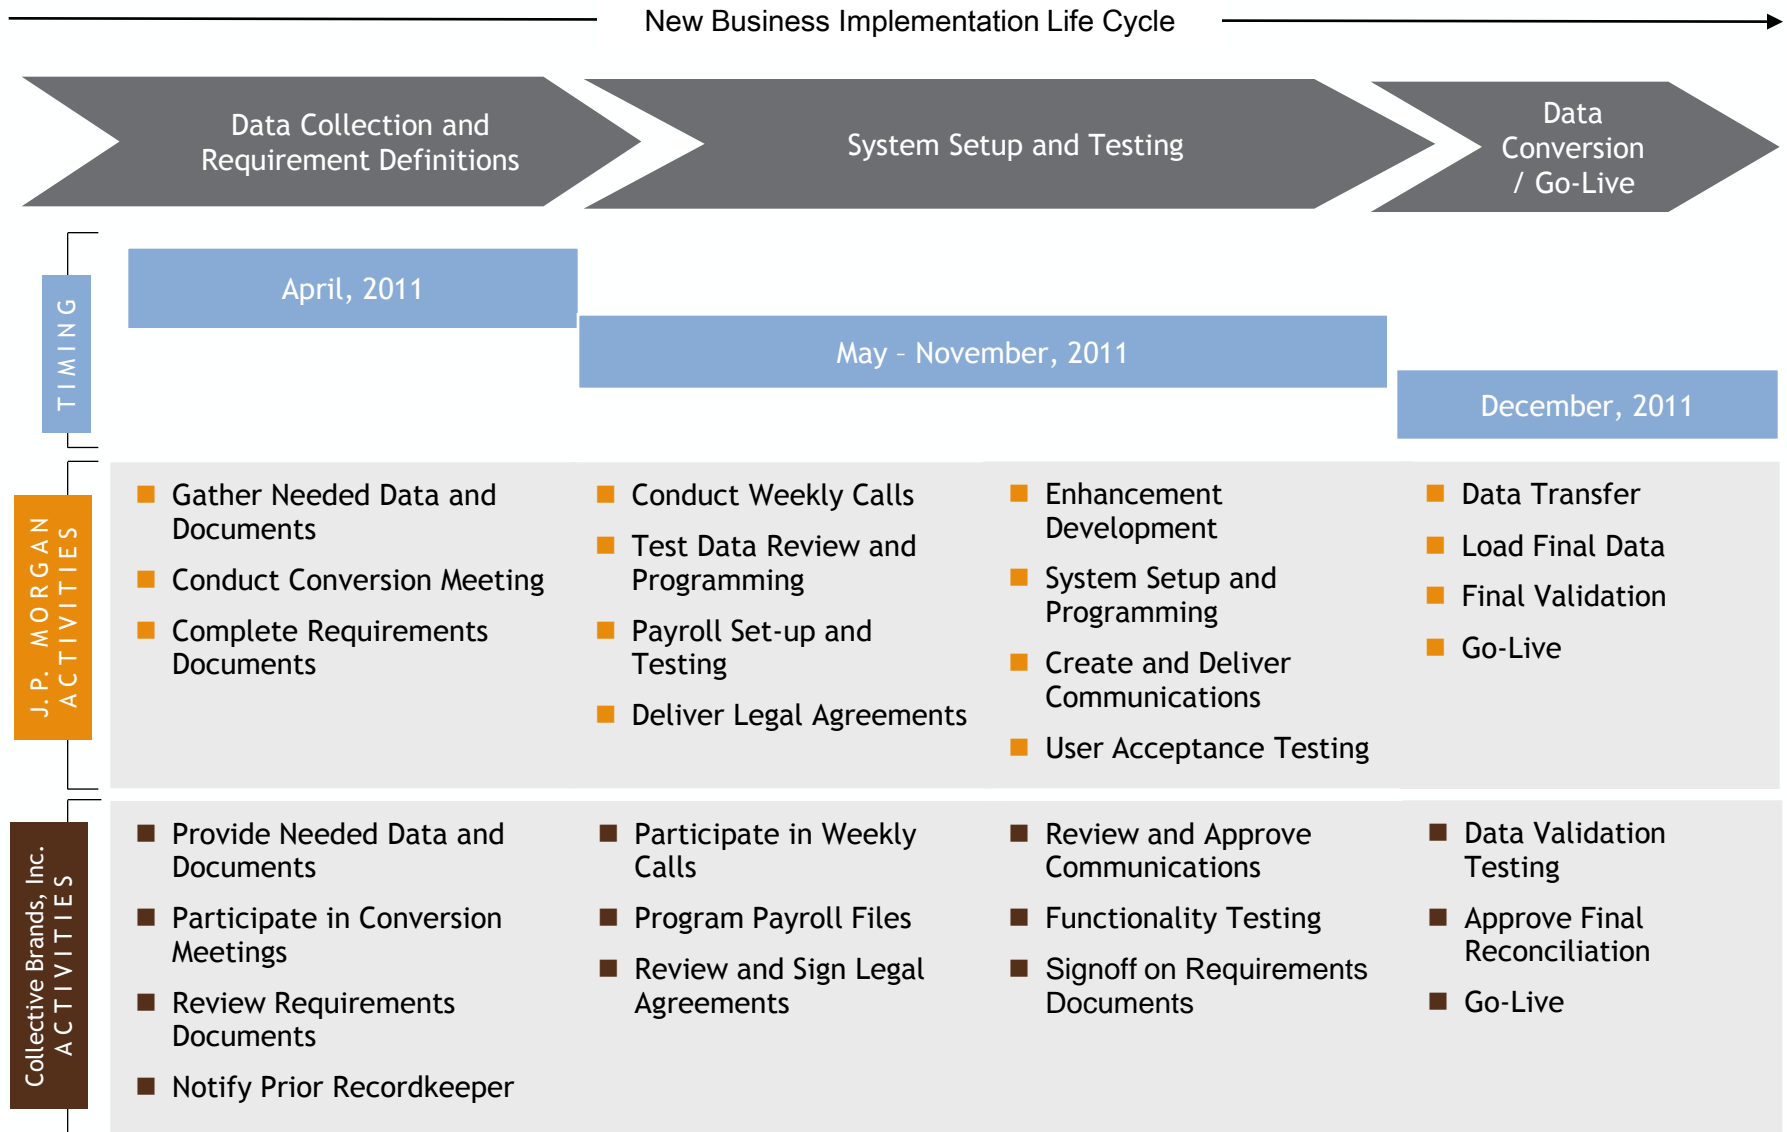 New Business Implementation Life Cycle
Data Collection and
Requirement Definitions
System Setup and Testing
Data
Conversion
/ Go-Live
TIMING
April, 2011
May – November, 2011
December, 2011
J.P. MORGAN
ACTIVITIES
Gather Needed Data and
Documents
Conduct Conversion Meeting
Complete Requirements
Documents
Conduct Weekly Calls
Test Data Review and
Programming
Payroll Set-up and
Testing
Deliver Legal Agreements
Enhancement
Development
System Setup and
Programming
Create and Deliver
Communications
User Acceptance Testing
Data Transfer
Load Final Data
Final Validation
Go-Live
Collective Brands, Inc.
ACTIVITIES
Provide Needed Data and
Documents
Participate in Conversion
Meetings
Review Requirements
Documents
Notify Prior Recordkeeper
Participate in Weekly
Calls
Program Payroll Files
Review and Sign Legal
Agreements
Review and Approve
Communications
Functionality Testing
Signoff on Requirements
Documents
Data Validation
Testing
Approve Final
Reconciliation
Go-Live